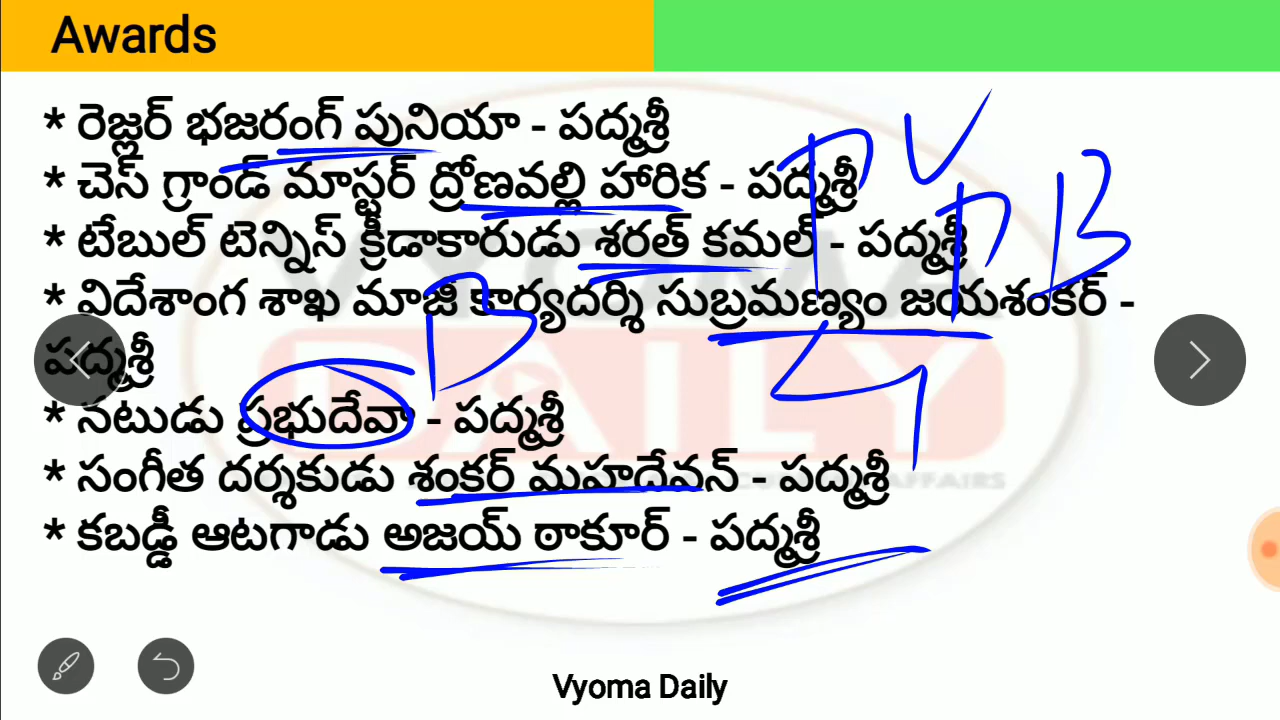 Awards
* రెజ్లర్ భజరంగ్ పునియా - పద్మశ్రీ
* చెస్ గ్రాండ్ మాస్టర్ ద్రోణవల్లి హారిక - పద్మశ్రీ
* టేబుల్ టెన్నిస్ క్రీడాకారుడు శరత్ కమల్ - పద్మశ్రీ
* విదేశాంగ శాఖ మాజీ కార్యదర్శి సుబ్రమణ్యం జయశంకర్ -
పద్మశ్రీ
* నటుడు ప్రభుదేవా - పద్మశ్రీ
* సంగీత దర్శకుడు శంకర్ మహదేవన్ - పద్మశ్రీ
* కబడ్డీ ఆటగాడు అజయ్ ఠాకూర్ - పద్మశ్రీ
Vyoma Daily